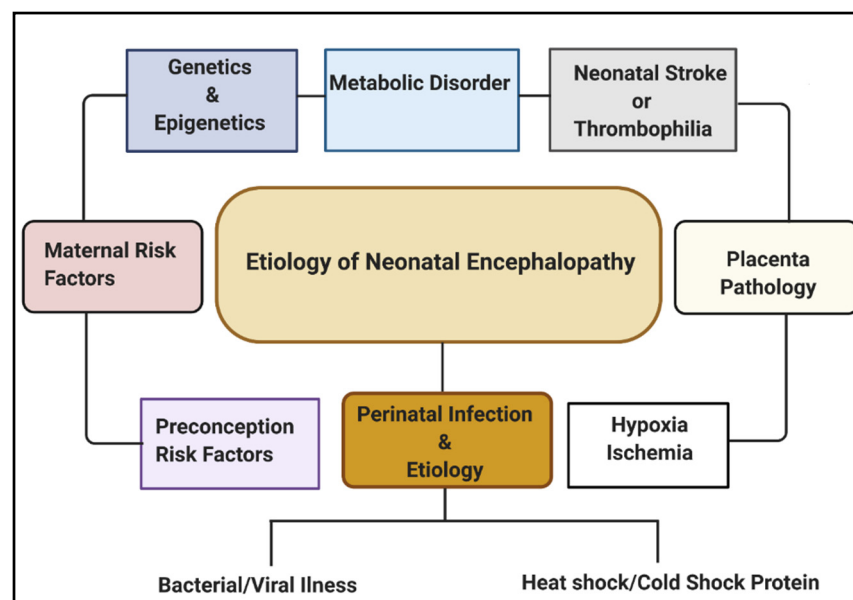 Genetics
&
Epigenetics
Metabolic Disorder
Neonatal Stroke
or
Thrombophilia
Maternal Risk
Factors
Etiology of Neonatal Encephalopathy
Placenta
Pathology
Preconception
Risk Factors
Perinatal Infection
&
Etiology
Hypoxia
Ischemia
Bacterial/Viral Ilness
Heat shock/Cold Shock Protein